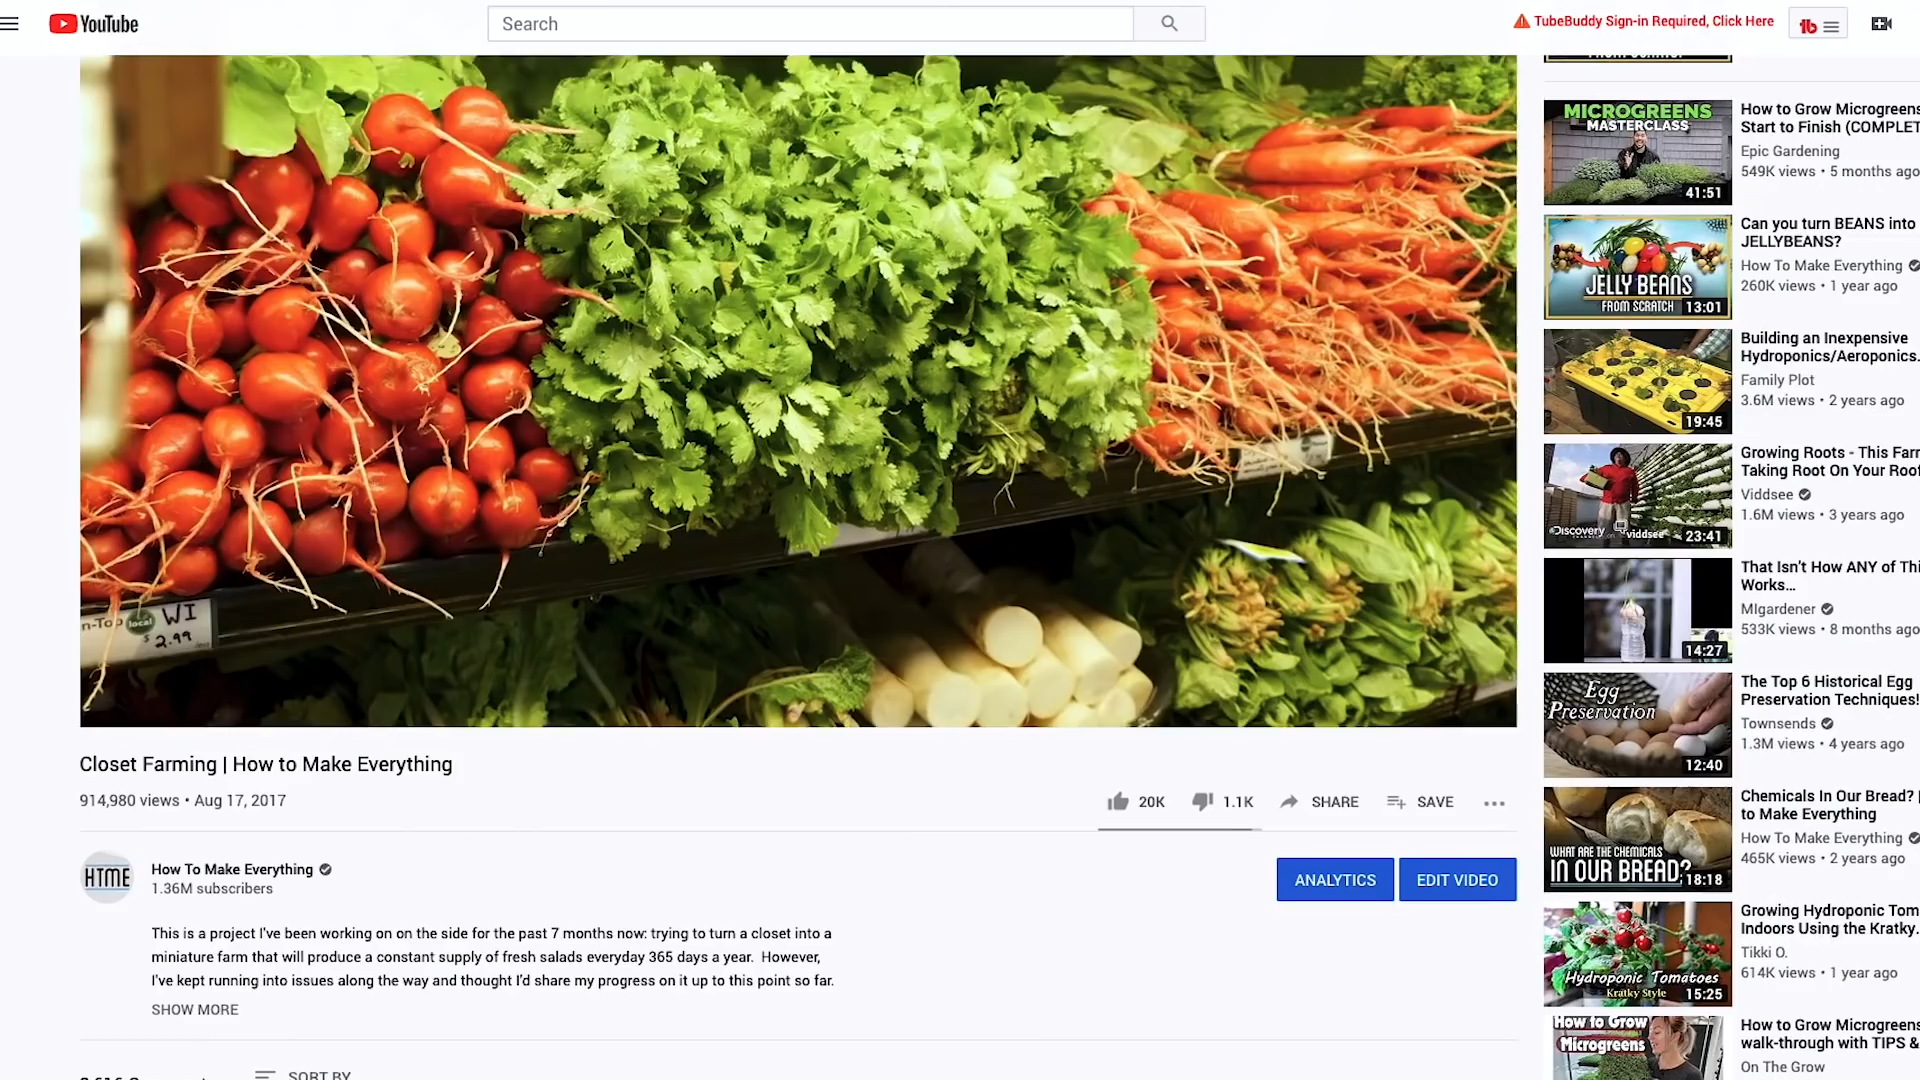 YouTube
Search
TubeBuddy Sign-in Required, Click Here
tb
WI
local
$2.99
Closet Farming | How to Make Everything
914,980 views • Aug 17, 2017
20K
1.1K
SHARE
SAVE
HTME
How To Make Everything
1.36M subscribers
ANALYTICS
EDIT VIDEO
This is a project I've been working on on the side for the past 7 months now: trying to turn a closet into a
miniature farm that will produce a constant supply of fresh salads everyday 365 days a year. However,
I've kept running into issues along the way and thought I'd share my progress on it up to this point so far.
SHOW MORE
SORT BY
MICROGREENS
MASTERCLASS
41:51
How to Grow Microgreens
Start to Finish (COMPLET
Epic Gardening
549K views • 5 months ago
JELLY BEANS
FROM SCRATCH
13:01
Can you turn BEANS into
JELLYBEANS?
How To Make Everything
260K views • 1 year ago
19:45
Building an Inexpensive
Hydroponics/Aeroponics.
Family Plot
3.6M views • 2 years ago
Discovery
viddsee
23:41
Growing Roots - This Farr
Taking Root On Your Roof
Viddsee
1.6M views • 3 years ago
14:27
That Isn't How ANY of Thi
Works...
MIgardener
533K views • 8 months ago
Egg
Preservation
12:40
The Top 6 Historical Egg
Preservation Techniques!
Townsends
1.3M views • 4 years ago
WHAT ARE THE CHEMICALS
IN OUR BREAD?
18:18
Chemicals In Our Bread? |
to Make Everything
How To Make Everything
465K views • 2 years ago
Hydroponic Tomatoes
Kratky Style
15:25
Growing Hydroponic Tom
Indoors Using the Kratky.
Tikki O.
614K views • 1 year ago
How to Grow
Microgreens
How to Grow Microgreens
walk-through with TIPS &
On The Grow